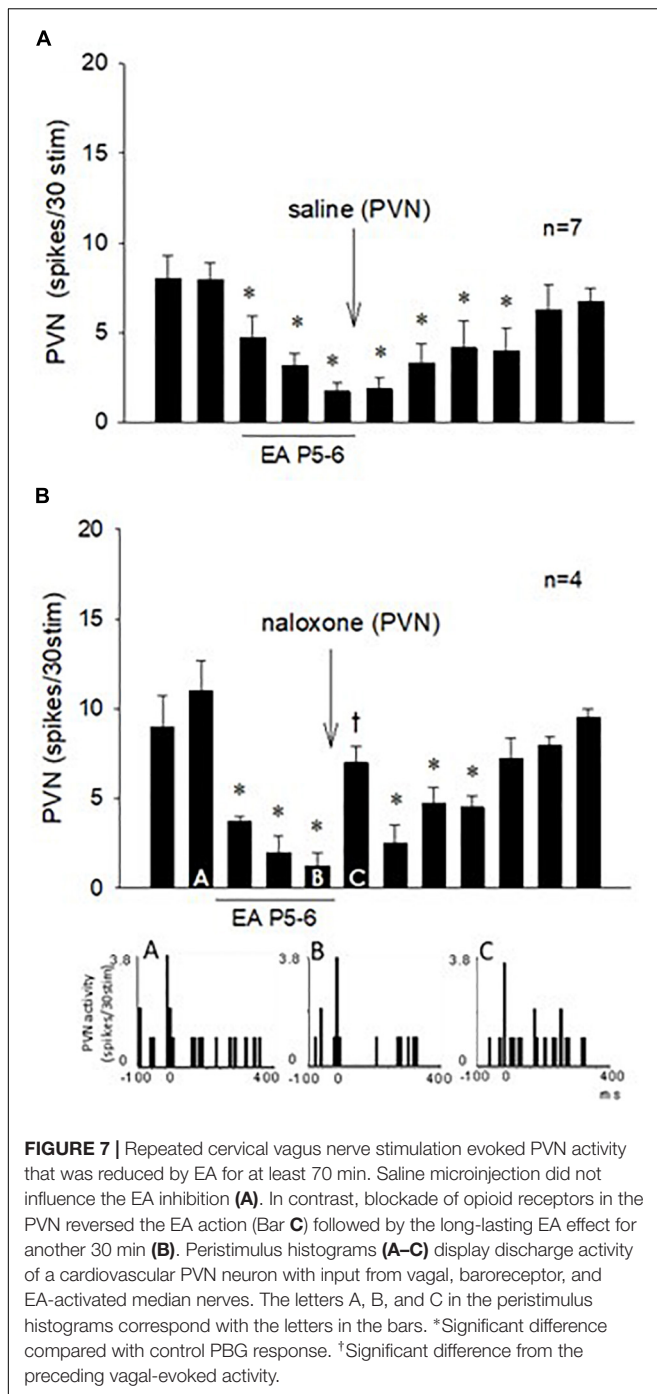 A
20
15
10
5
0
PVN (spikes/30 stim)
saline (PVN)
n=7
* * * * * * *
EA P5-6
B
20
15
10
5
0
PVN (spikes/30stim)
naloxone (PVN)
n=4
†
* * * * * *
A B C
EA P5-6
PVN activity
(spikes/30stim)
A
3.8
0
-100 0 400
B
3.8
0
-100 0 400
C
3.8
0
-100 0 400
ms
FIGURE 7 | Repeated cervical vagus nerve stimulation evoked PVN activity
that was reduced by EA for at least 70 min. Saline microinjection did not
influence the EA inhibition (A). In contrast, blockade of opioid receptors in the
PVN reversed the EA action (Bar C) followed by the long-lasting EA effect for
another 30 min (B). Peristimulus histograms (A–C) display discharge activity
of a cardiovascular PVN neuron with input from vagal, baroreceptor, and
EA-activated median nerves. The letters A, B, and C in the peristimulus
histograms correspond with the letters in the bars. *Significant difference
compared with control PBG response. †Significant difference from the
preceding vagal-evoked activity.